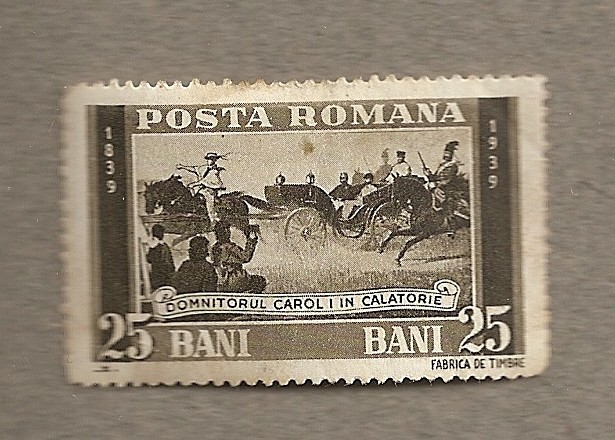 POSTA ROMANA
1839
1939
DOMNITORUL CAROL I IN CALATORIE
25 BANI BANI 25
FABRICA DE TIMBRE